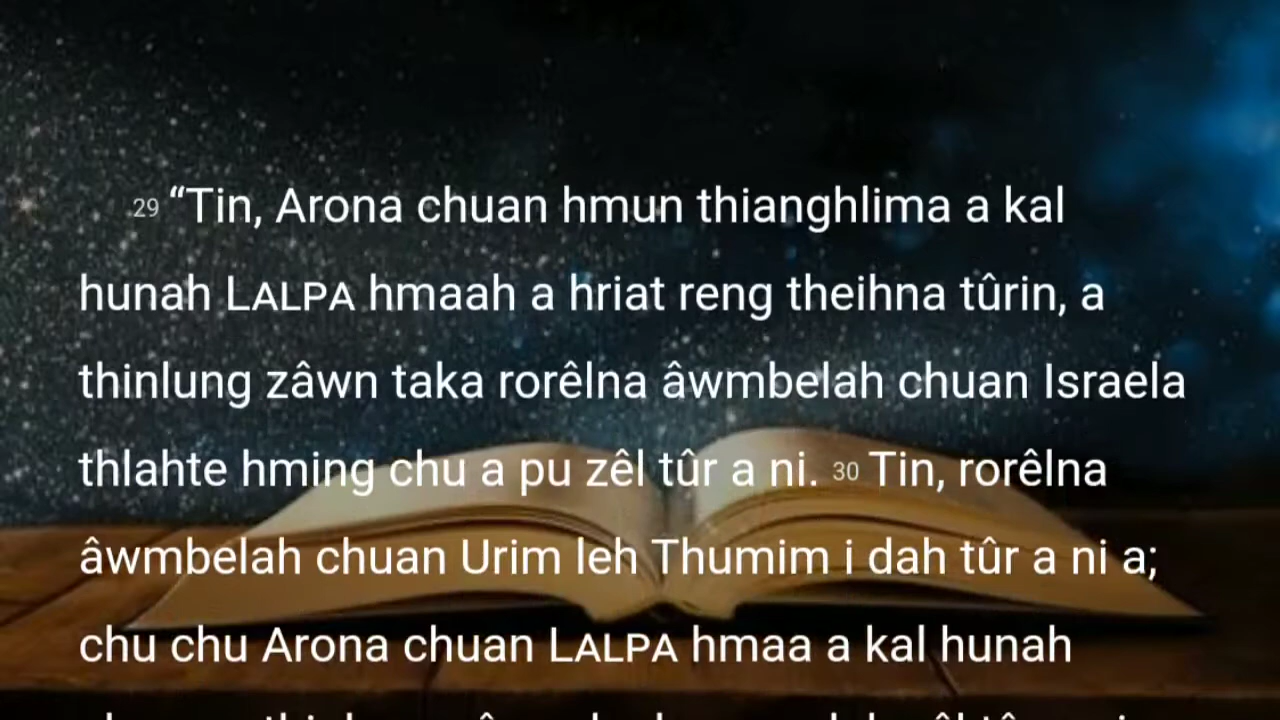 29 “Tin, Arona chuan hmun thianghlima a kal
hunah LALPA hmaah a hriat reng theihna tûrin, a
thinlung zâwn taka rorêlna âwmbelah chuan Israela
thlahte hming chu a pu zêl tûr a ni. 30 Tin, rorêlna
âwmbelah chuan Urim leh Thumim i dah tûr a ni a;
chu chu Arona chuan LALPA hmaa a kal hunah